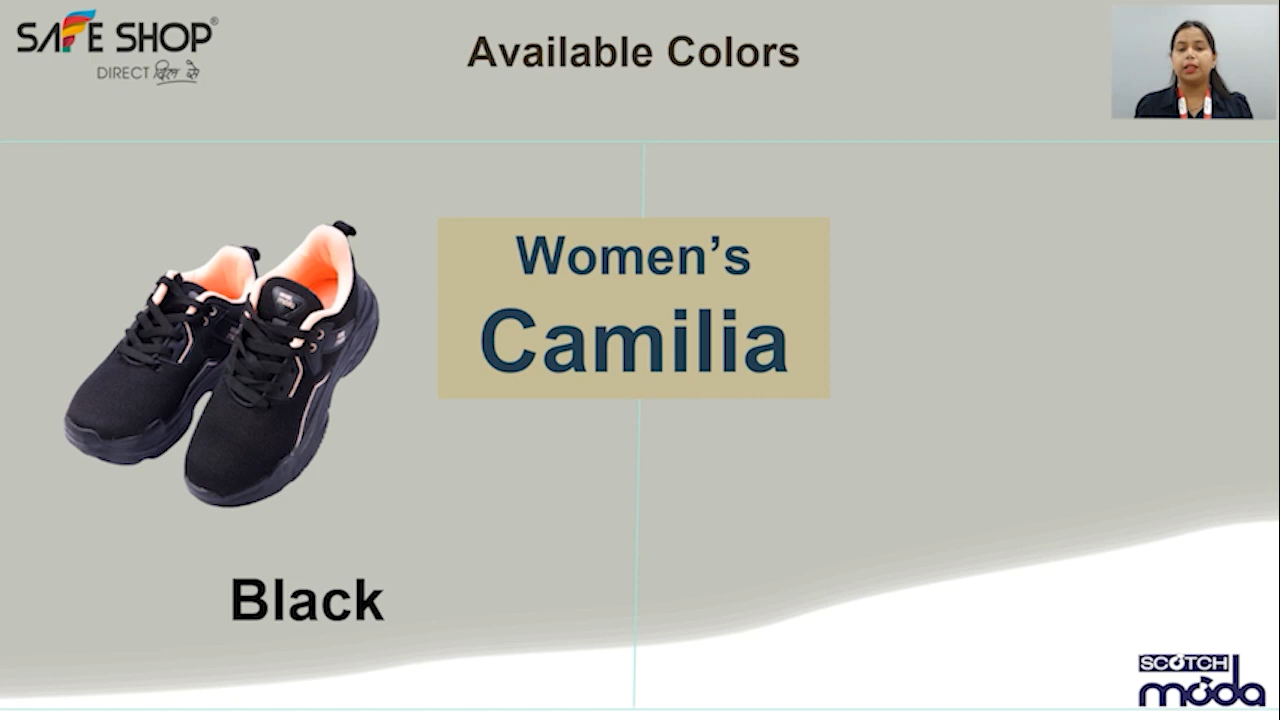 SAFE SHOP®
DIRECT दिल से
Available Colors
Women’s
Camilia
Black
SCOTCH
moda